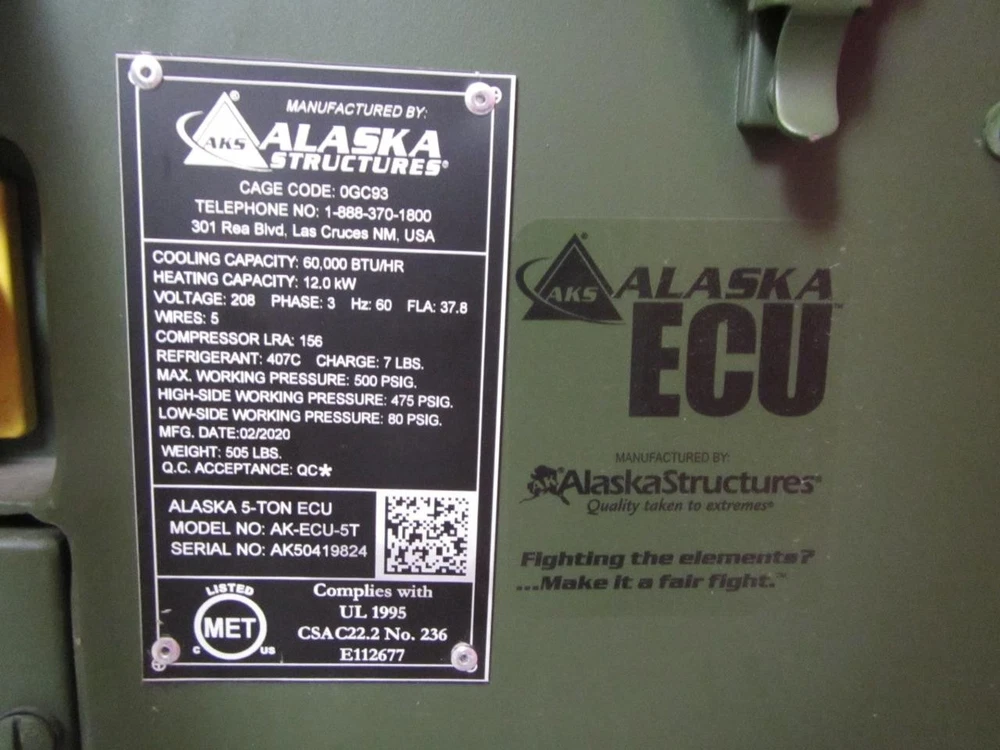 MANUFACTURED BY:
AKS ALASKA
STRUCTURES®
CAGE CODE: 0GC93
TELEPHONE NO: 1-888-370-1800
301 Rea Blvd, Las Cruces NM, USA
COOLING CAPACITY: 60,000 BTU/HR
HEATING CAPACITY: 12.0 kW
VOLTAGE: 208 PHASE: 3 Hz: 60 FLA: 37.8
WIRES: 5
COMPRESSOR LRA: 156
REFRIGERANT: 407C CHARGE: 7 LBS.
MAX. WORKING PRESSURE: 500 PSIG.
HIGH-SIDE WORKING PRESSURE: 475 PSIG.
LOW-SIDE WORKING PRESSURE: 80 PSIG.
MFG. DATE:02/2020
WEIGHT: 505 LBS.
Q.C. ACCEPTANCE: QC*
ALASKA 5-TON ECU
MODEL NO: AK-ECU-5T
SERIAL NO: AK50419824
LISTED
MET
C US
Complies with
UL 1995
CSA C22.2 No. 236
E112677
AKS ALASKA
ECU™
MANUFACTURED BY:
AlaskaStructures®
Quality taken to extremes®
Fighting the elements?
...Make it a fair fight.™